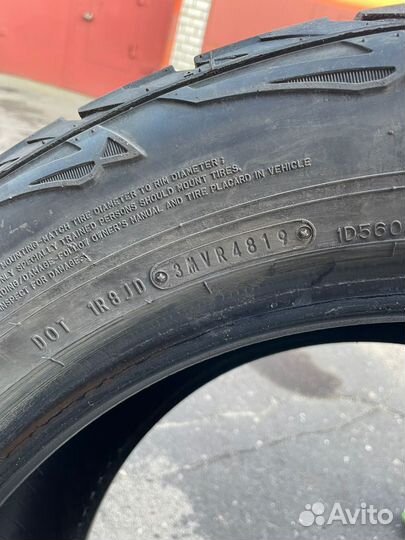 MOUNTING-MATCH TIRE DIAMETER TO RIM DIAMETER;
ONLY SPECIALLY TRAINED PERSONS SHOULD MOUNT TIRES.
DAMAGE-FOLLOW OWNER'S MANUAL AND TIRE PLACARD IN VEHICLE
INSPECT FOR DAMAGE.
DOT 1R8JD 3MVR4819 1D560
Avito